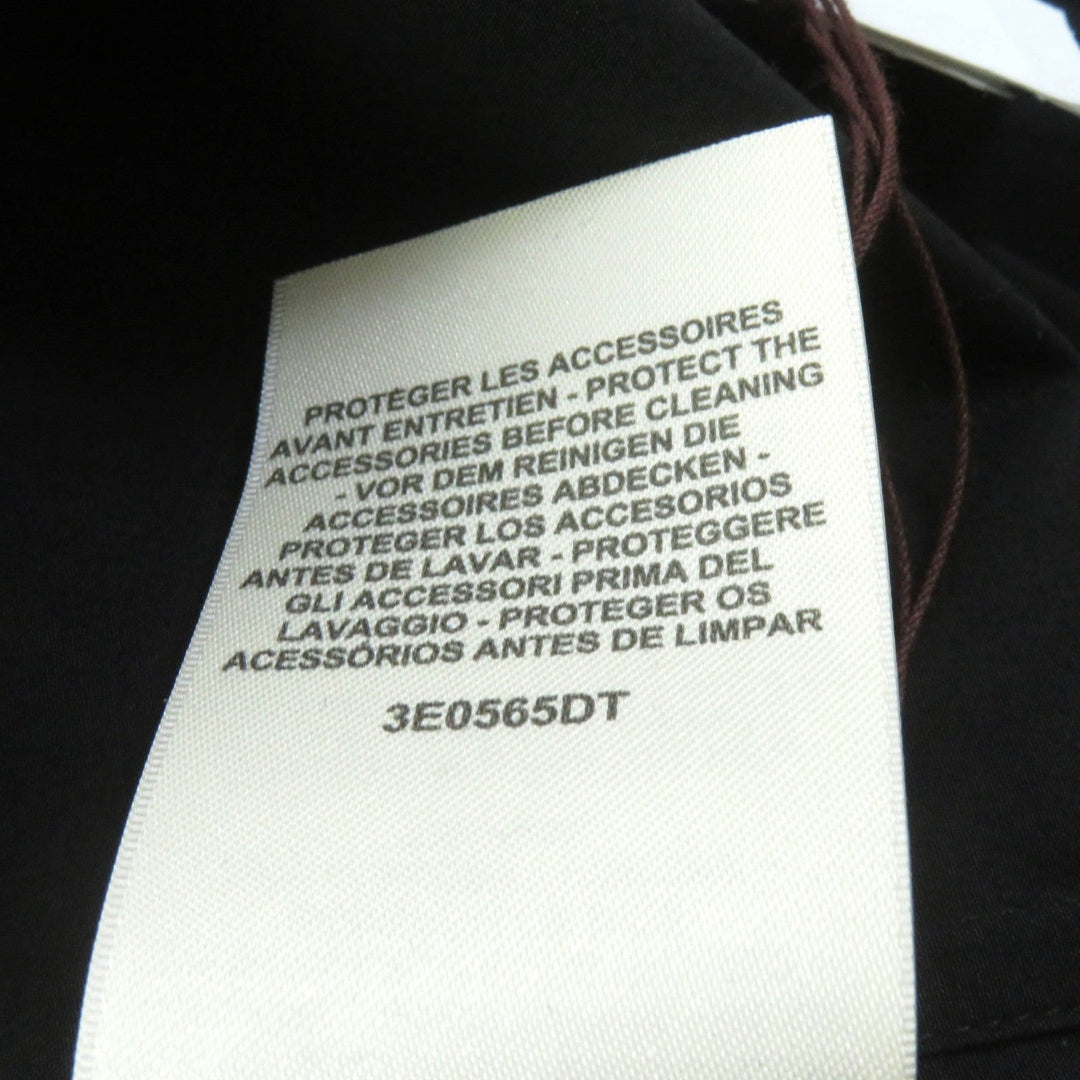 PROTÉGER LES ACCESSOIRES
AVANT ENTRETIEN - PROTECT THE
ACCESSORIES BEFORE CLEANING
- VOR DEM REINIGEN DIE
ACCESSOIRES ABDECKEN -
PROTEGER LOS ACCESORIOS
ANTES DE LAVAR - PROTEGGERE
GLI ACCESSORI PRIMA DEL
LAVAGGIO - PROTEGER OS
ACESSÓRIOS ANTES DE LIMPAR
3E0565DT